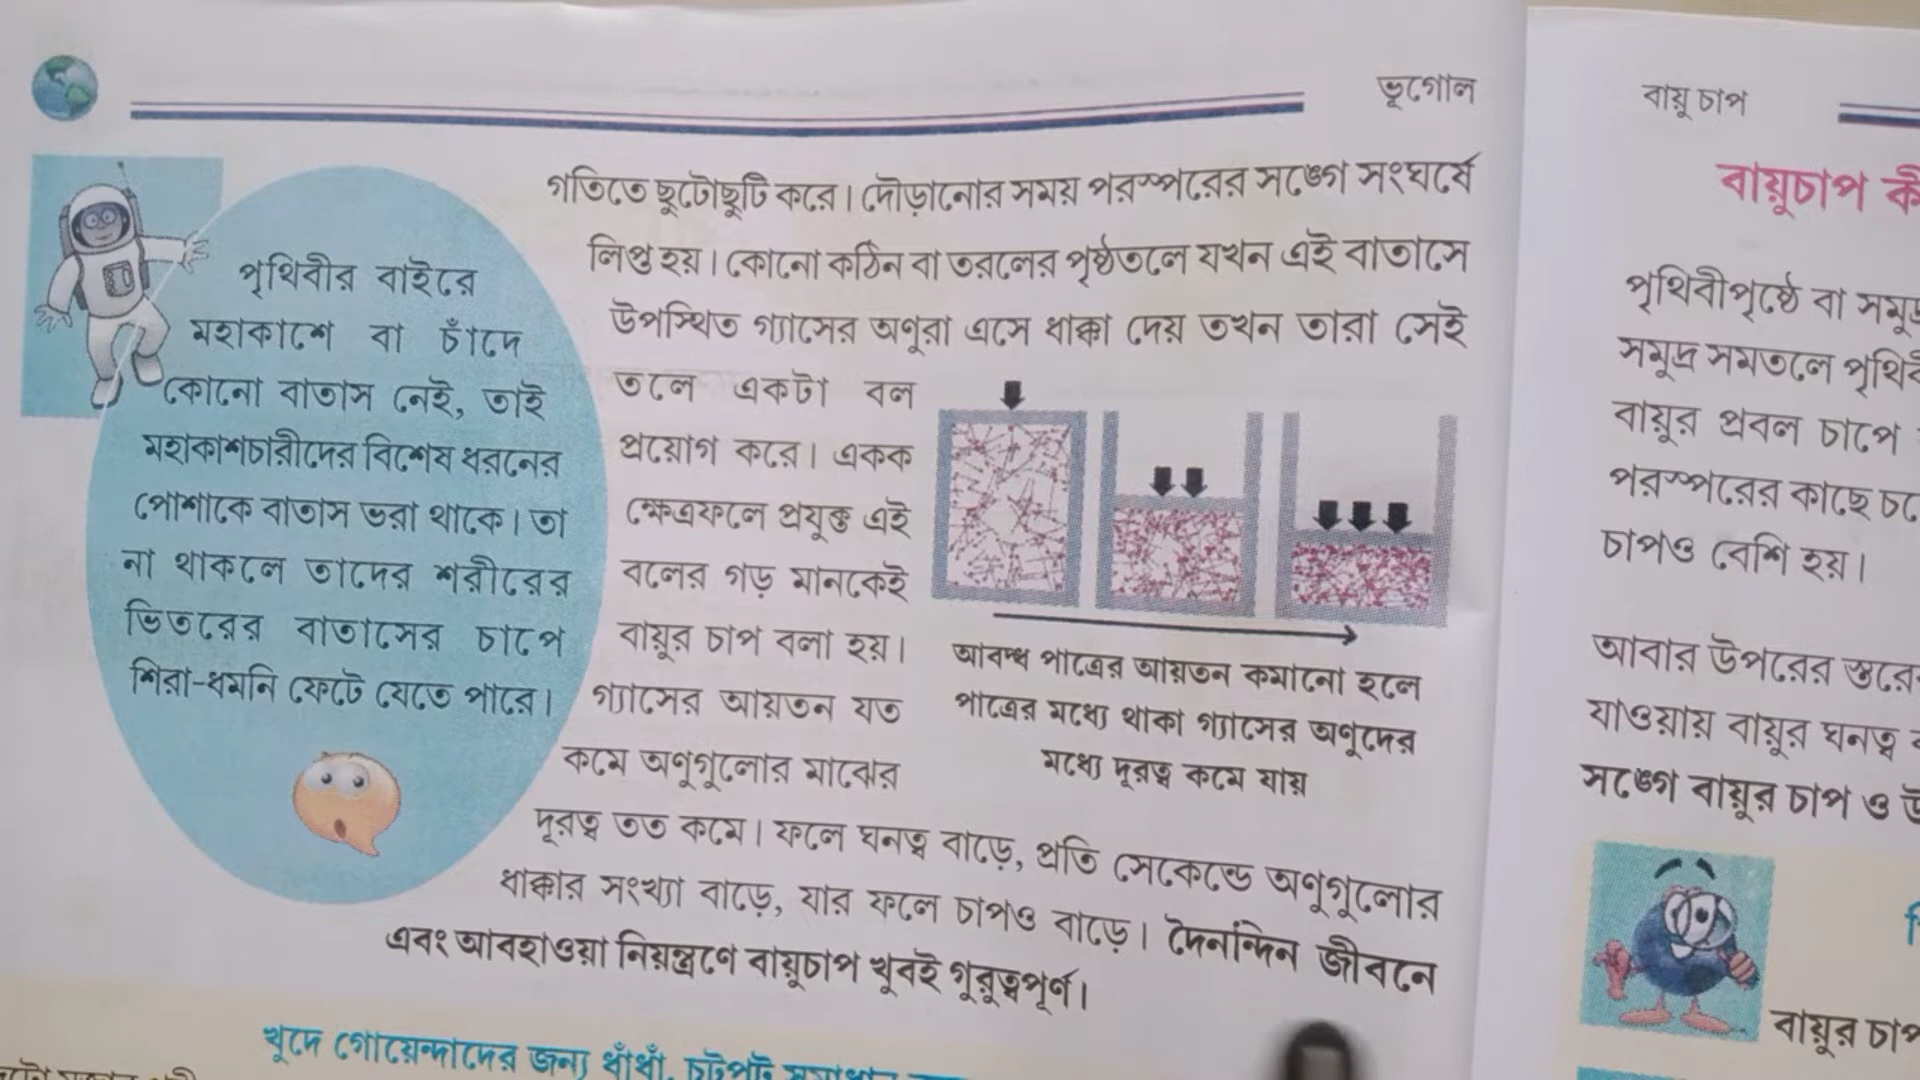 ভূগোল
পৃথিবীর বাইরে
মহাকাশে বা চাঁদে
কোনো বাতাস নেই, তাই
মহাকাশচারীদের বিশেষ ধরনের
পোশাকে বাতাস ভরা থাকে। তা
না থাকলে তাদের শরীরের
ভিতরের বাতাসের চাপে
শিরা-ধমনি ফেটে যেতে পারে।
গতিতে ছুটোছুটি করে। দৌড়ানোর সময় পরস্পরের সঙ্গে সংঘর্ষে
লিপ্ত হয়। কোনো কঠিন বা তরলের পৃষ্ঠতলে যখন এই বাতাসে
উপস্থিত গ্যাসের অণুরা এসে ধাক্কা দেয় তখন তারা সেই
তলে একটা বল
প্রয়োগ করে। একক
ক্ষেত্রফলে প্রযুক্ত এই
বলের গড় মানকেই
বায়ুর চাপ বলা হয়।
গ্যাসের আয়তন যত
কমে অণুগুলোর মাঝের
দূরত্ব তত কমে। ফলে ঘনত্ব বাড়ে, প্রতি সেকেন্ডে অণুগুলোর
ধাক্কার সংখ্যা বাড়ে, যার ফলে চাপও বাড়ে। দৈনন্দিন জীবনে
এবং আবহাওয়া নিয়ন্ত্রণে বায়ুচাপ খুবই গুরুত্বপূর্ণ।
আবদ্ধ পাত্রের আয়তন কমানো হলে
পাত্রের মধ্যে থাকা গ্যাসের অণুদের
মধ্যে দূরত্ব কমে যায়
খুদে গোয়েন্দাদের জন্য ধাঁধাঁ, চটপট
বায়ু চাপ
বায়ুচাপ
পৃথিবীপৃষ্ঠে বা
সমুদ্র সমতলে
বায়ুর প্রবল চাপে
পরস্পরের কাছে
চাপও বেশি হয়।
আবার উপরের
যাওয়ায় বায়ুর ঘনত্ব
সঙ্গে বায়ুর চাপ ও
বায়ুর